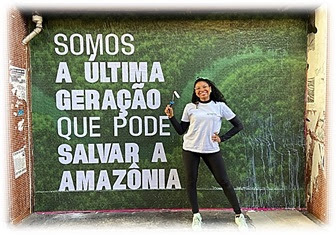 SOMOS
A ÚLTIMA
GERAÇÃO
QUE PODE
SALVAR A
AMAZÔNIA